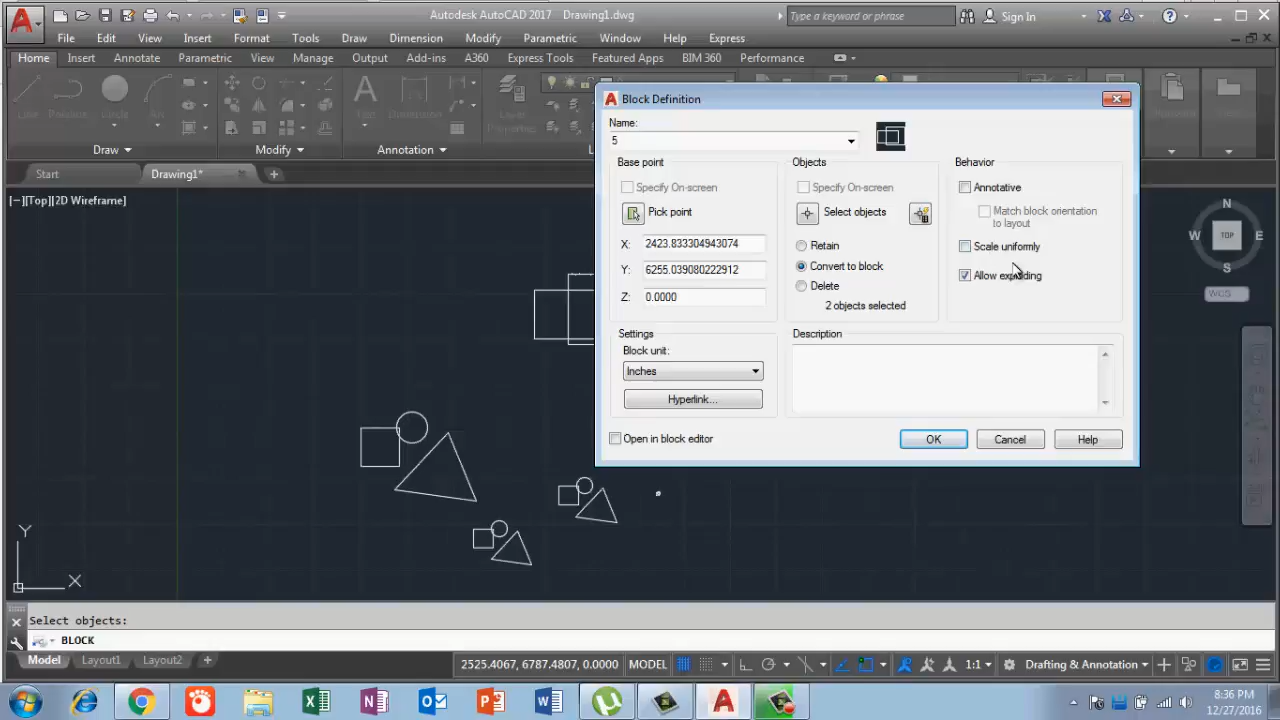 Autodesk AutoCAD 2017 Drawing1.dwg
Type a keyword or phrase
Sign In
File Edit View Insert Format Tools Draw Dimension Modify Parametric Window Help Express
Home Insert Annotate Parametric View Manage Output Add-ins A360 Express Tools Featured Apps BIM 360 Performance
Draw Modify Annotation
Start Drawing1*
[−][Top][2D Wireframe]
Block Definition
Name:
5
Base point
Specify On-screen
Pick point
X: 2423.833304943074
Y: 6255.039080222912
Z: 0.0000
Objects
Specify On-screen
Select objects
Retain
Convert to block
Delete
2 objects selected
Behavior
Annotative
Match block orientation
to layout
Scale uniformly
Allow exploding
Settings
Block unit:
Inches
Hyperlink...
Description
Open in block editor
OK Cancel Help
N
W TOP E
S
WCS
Y
X
Select objects:
BLOCK
Model Layout1 Layout2
2525.4067, 6787.4807, 0.0000 MODEL
1:1
Drafting & Annotation
8:36 PM
12/27/2016